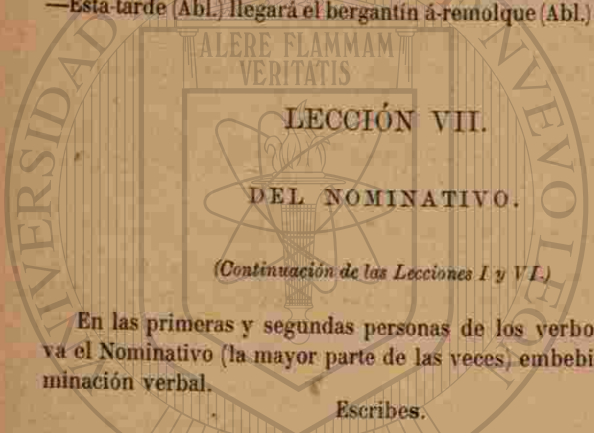 —Esta-tarde (Abl.) llegará el bergantín á-remolque (Abl.)
ALERE FLAMMAM
VERITATIS
LECCIÓN VII.
DEL NOMINATIVO.
(Continuación de las Lecciones I y VI.)
En las primeras y segundas personas de los verbo
va el Nominativo (la mayor parte de las veces) embebi
minación verbal.
Escribes.